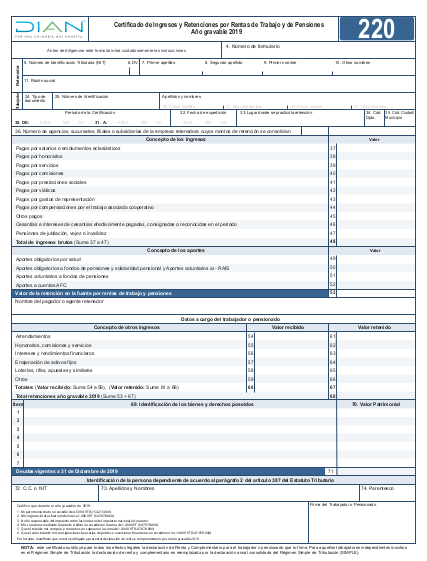 DIAN
Certificado de Ingresos y Retenciones por Rentas de Trabajo y de Pensiones
Año gravable 2019
220
Antes de diligenciar este formulario lea cuidadosamente las instrucciones
4. Número de formulario
Retenedor
5. Número de Identificación Tributaria (NIT)
6. DV.
7. Primer apellido
8. Segundo apellido
9. Primer nombre
10. Otros nombres
11. Razón social
24. Tipo de documento
25. Número de Identificación
Apellidos y nombres
Período de la Certificación
32. Fecha de expedición
33. Lugar donde se practicó la retención
34. Cód. Dpto.
35. Cód. Ciudad/ Municipio
30. DE:
31. A:
36. Número de agencias, sucursales, filiales o subsidiarias de la empresa retenedora cuyos montos de retención se consolidan
Concepto de los Ingresos
Valor
Pagos por salarios o emolumentos eclesiásticos 37
Pagos por honorarios 38
Pagos por servicios 39
Pagos por comisiones 40
Pagos por prestaciones sociales 41
Pagos por viáticos 42
Pagos por gastos de representación 43
Pagos por compensaciones por el trabajo asociado cooperativo 44
Otros pagos 45
Cesantías e intereses de cesantías efectivamente pagadas, consignadas o reconocidas en el periodo 46
Pensiones de jubilación, vejez o invalidez 47
Total de ingresos brutos (Sume 37 a 47) 48
Concepto de los aportes
Valor
Aportes obligatorios por salud 49
Aportes obligatorios a fondos de pensiones y solidaridad pensional y Aportes voluntarios al - RAIS 50
Aportes voluntarios a fondos de pensiones 51
Aportes a cuentas AFC. 52
Valor de la retención en la fuente por rentas de trabajo y pensiones 53
Nombre del pagador o agente retenedor
Datos a cargo del trabajador o pensionado
Concepto de otros ingresos
Valor recibido
Valor retenido
Arrendamientos 54 61
Honorarios, comisiones y servicios 55 62
Intereses y rendimientos financieros 56 63
Enajenación de activos fijos 57 64
Loterías, rifas, apuestas y similares 58 65
Otros 59 66
Totales: (Valor recibido: Sume 54 a 59), (Valor retenido: Sume 61 a 66) 60 67
Total retenciones año gravable 2019 (Sume 53 + 67) 68
Item
69. Identificación de los bienes y derechos poseídos
70. Valor Patrimonial
1
2
3
4
5
6
7
Deudas vigentes a 31 de Diciembre de 2019 71
Identificación de la persona dependiente de acuerdo al parágrafo 2 del artículo 387 del Estatuto Tributario
72. C.C. o NIT
73. Apellidos y Nombres
74. Parentesco
Certifico que durante el año gravable de 2019:
Firma del Trabajador o Pensionado
NOTA: este certificado sustituye para todos los efectos legales la declaración de Renta y Complementario para el trabajador o pensionado que lo firme.